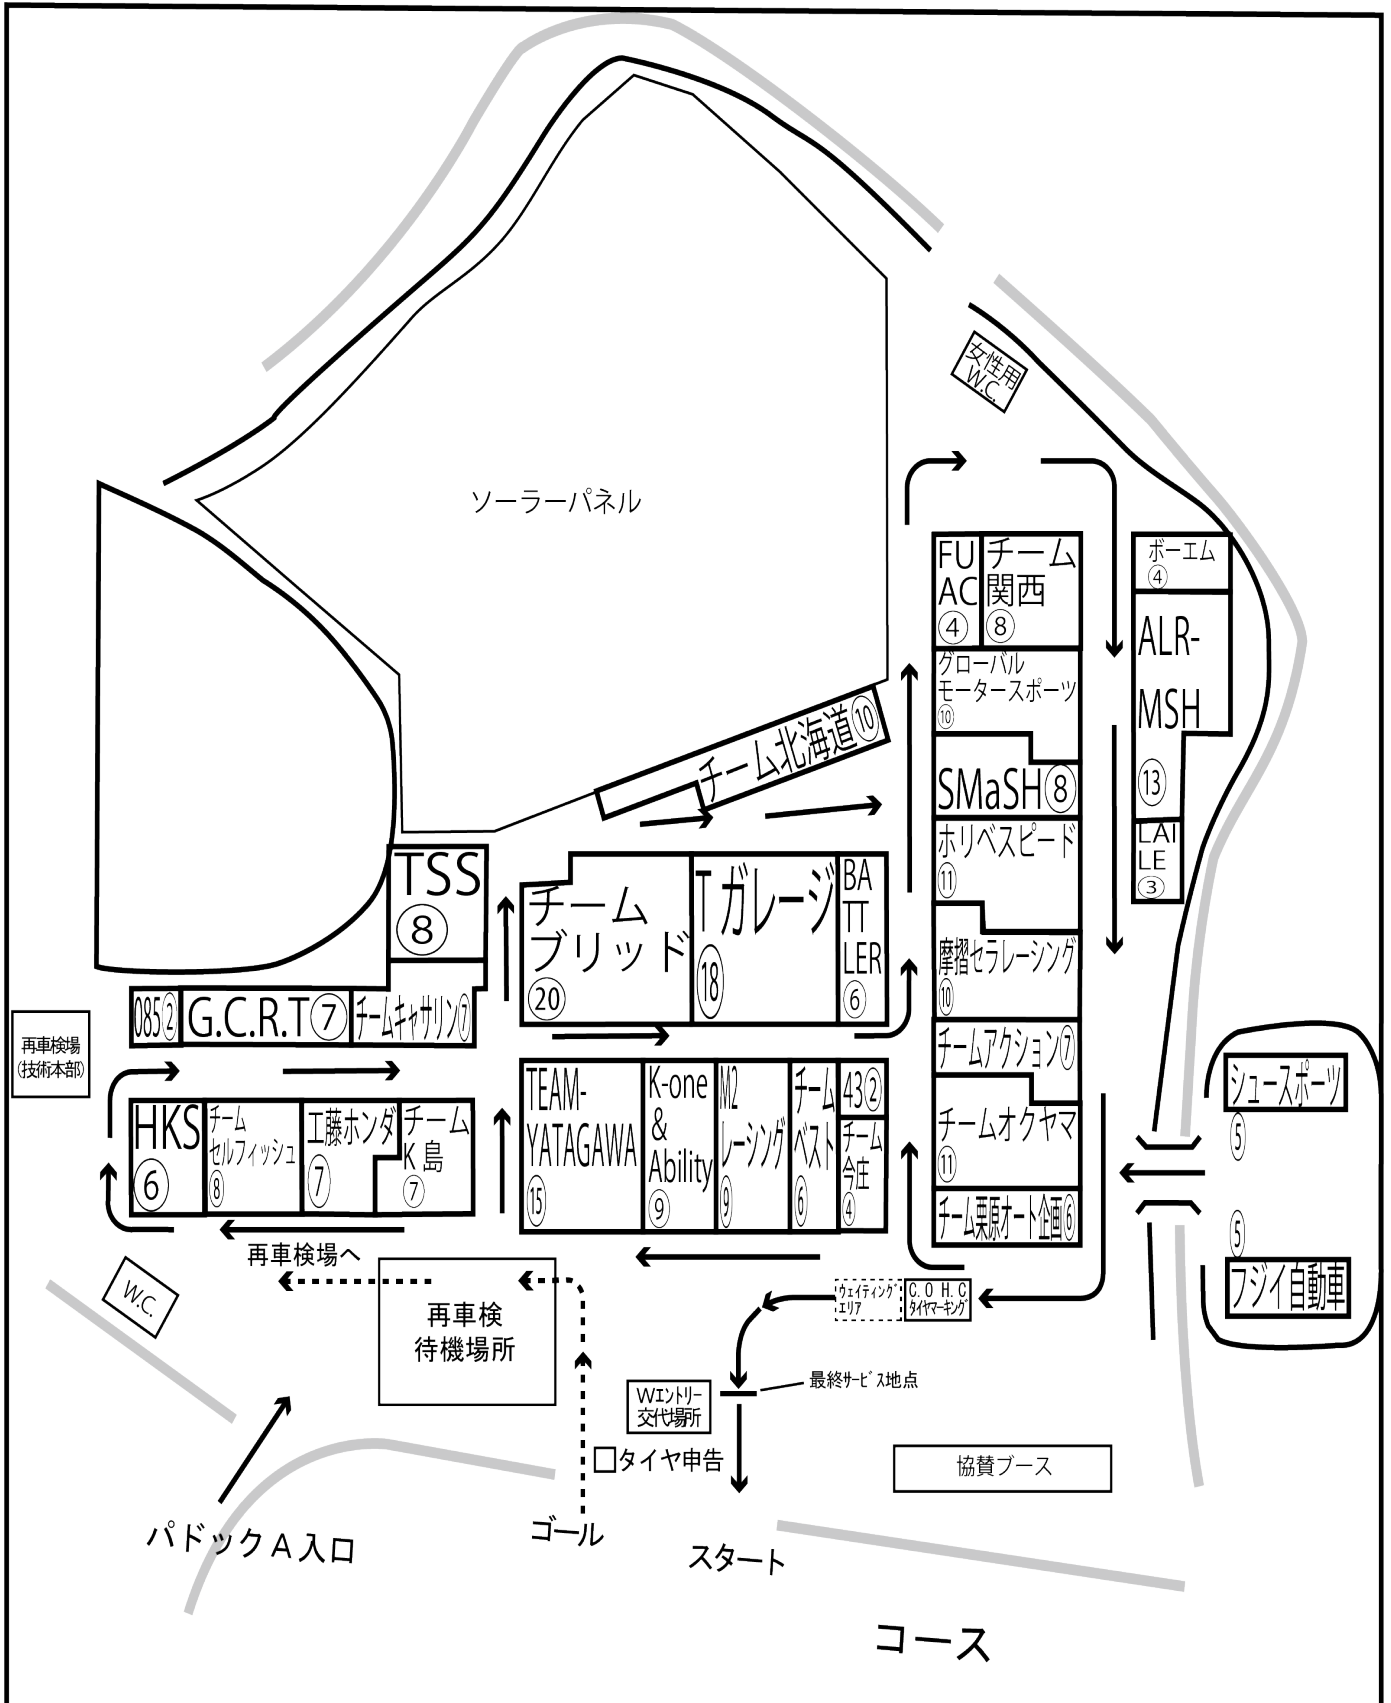 女性用
W.C.
ソーラーパネル
FU
AC
④
チーム
関西
⑧
ボーエム
④
グローバル
モータースポーツ
⑩
ALR-
MSH
⑬
チーム北海道⑩
SMaSH⑧
ホリベスピード
⑪
LAI
LE
③
TSS
⑧
チーム
ブリッド
⑳
Tガレージ
⑱
BA
TT
LER
⑥
摩摺セラレーシング
⑩
085②
G.C.R.T⑦
チームキャサリン⑦
再車検場
(技術本部)
チームアクション⑦
シュースポーツ
⑤
HKS
⑥
チーム
セルフィッシュ
⑧
工藤ホンダ
⑦
チーム
K島
⑦
TEAM-
YATAGAWA
⑮
K-one
&
Ability
⑨
M2
レーシング
⑨
チーム
ベスト
⑥
43②
チーム
今庄
④
チームオクヤマ
⑪
チーム栗原オート企画⑥
⑤
フジイ自動車
再車検場へ
W.C.
再車検
待機場所
ウェイティング
エリア
C.O H.C
タイヤマーキング
最終サービス地点
Wエントリー
交代場所
□タイヤ申告
協賛ブース
パドックA入口
ゴール
スタート
コース